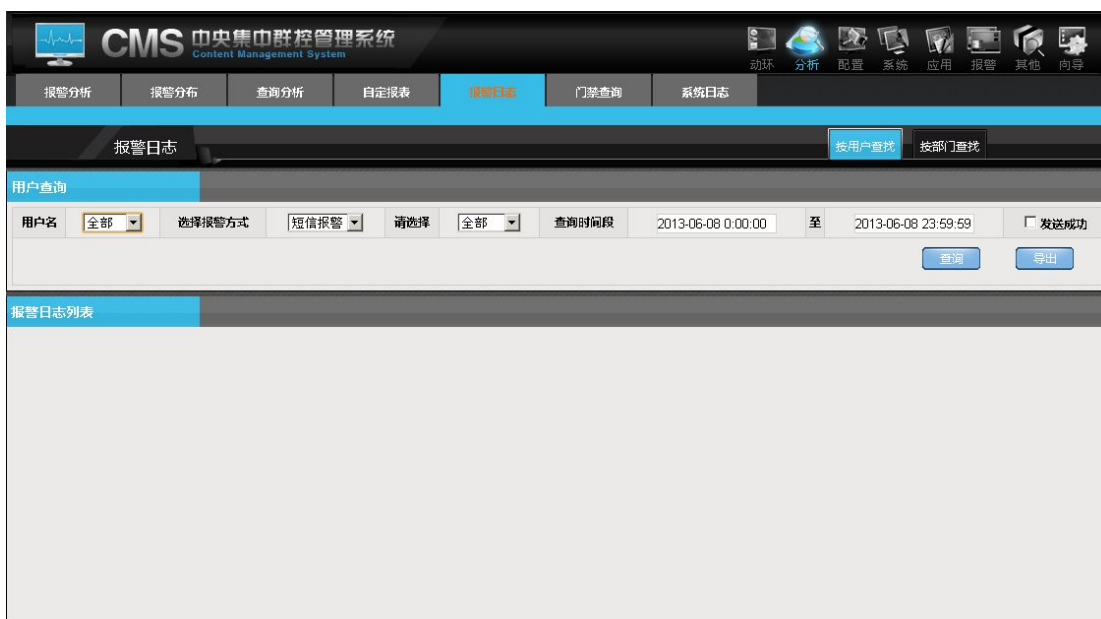 CMS 中央集中群控管理系统
Content Management System
动环 分析 配置 系统 应用 报警 其他 向导
报警分析 报警分布 查询分析 自定报表 报警日志 门禁查询 系统日志
报警日志 按用户查找 按部门查找
用户查询
用户名 全部 选择报警方式 短信报警 请选择 全部 查询时间段 2013-06-08 0:00:00 至 2013-06-08 23:59:59 发送成功
查询 导出
报警日志列表